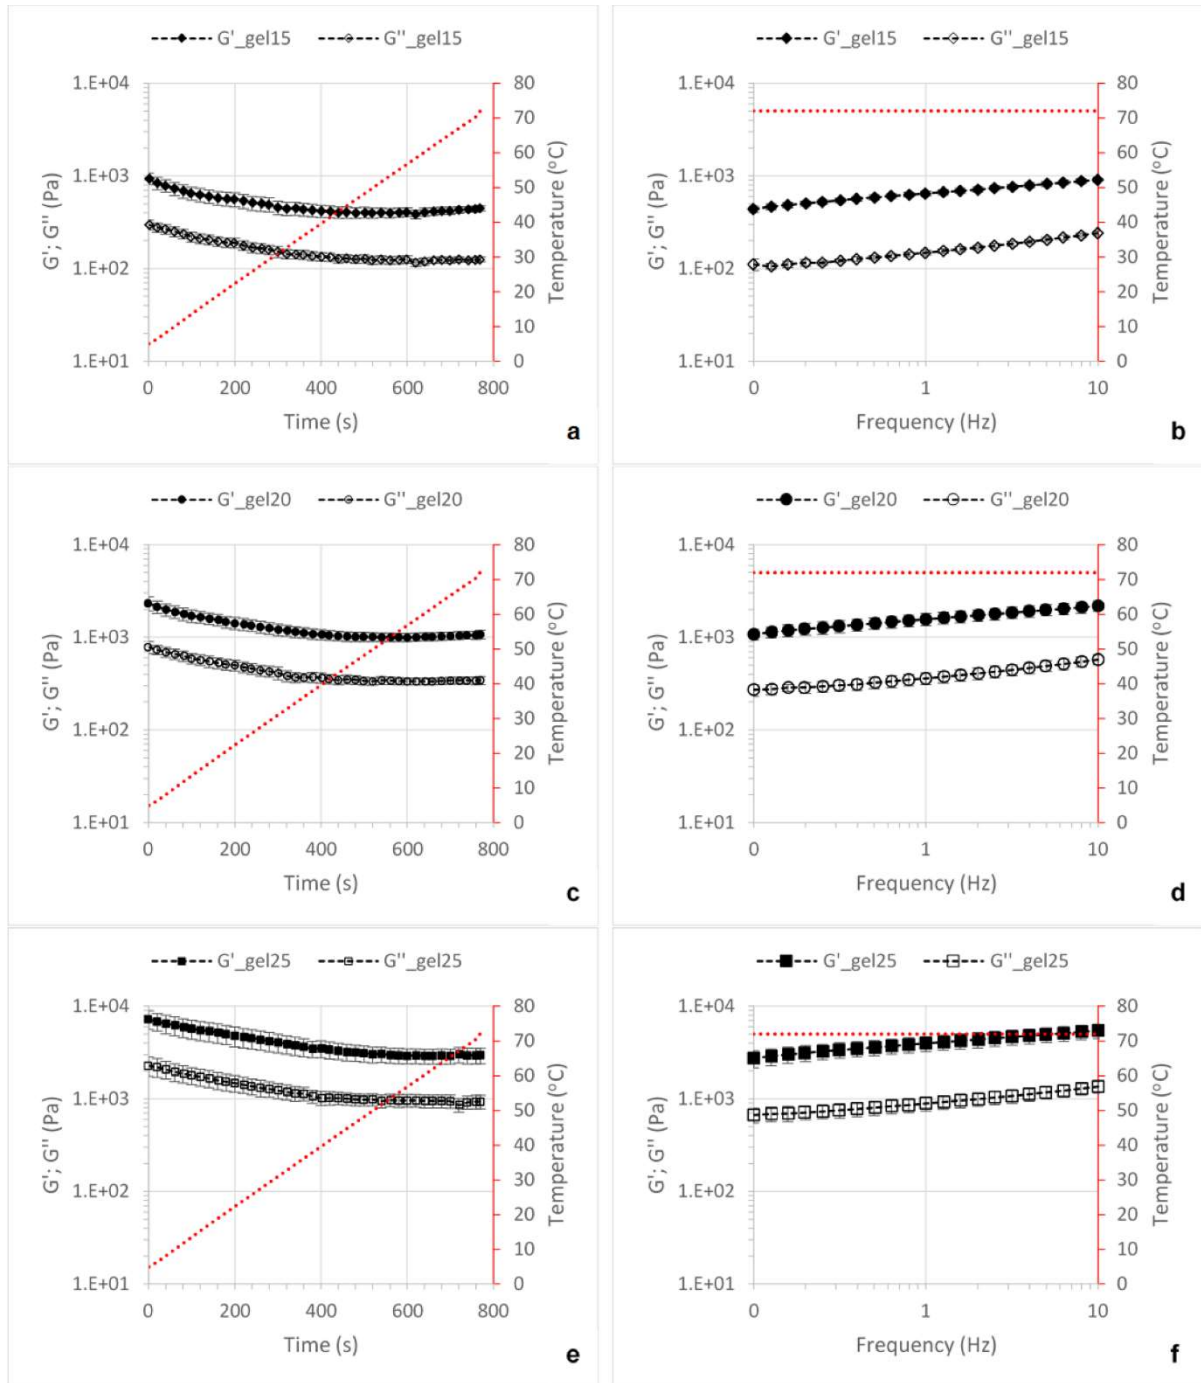 G'_gel15 G''_gel15
1.E+04 80
70
1.E+03 60
50
40
1.E+02 30
20
10
1.E+01 0
G'; G'' (Pa)
Temperature (°C)
0 200 400 600 800
Time (s)
a
G'_gel15 G''_gel15
1.E+04 80
70
1.E+03 60
50
40
1.E+02 30
20
10
1.E+01 0
G'; G'' (Pa)
Temperature (°C)
0 1 10
Frequency (Hz)
b
G'_gel20 G''_gel20
1.E+04 80
70
1.E+03 60
50
40
1.E+02 30
20
10
1.E+01 0
G'; G'' (Pa)
Temperature (°C)
0 200 400 600 800
Time (s)
c
G'_gel20 G''_gel20
1.E+04 80
70
1.E+03 60
50
40
1.E+02 30
20
10
1.E+01 0
G'; G'' (Pa)
Temperature (°C)
0 1 10
Frequency (Hz)
d
G'_gel25 G''_gel25
1.E+04 80
70
1.E+03 60
50
40
1.E+02 30
20
10
1.E+01 0
G'; G'' (Pa)
Temperature (°C)
0 200 400 600 800
Time (s)
e
G'_gel25 G''_gel25
1.E+04 80
70
1.E+03 60
50
40
1.E+02 30
20
10
1.E+01 0
G'; G'' (Pa)
Temperature (°C)
0 1 10
Frequency (Hz)
f